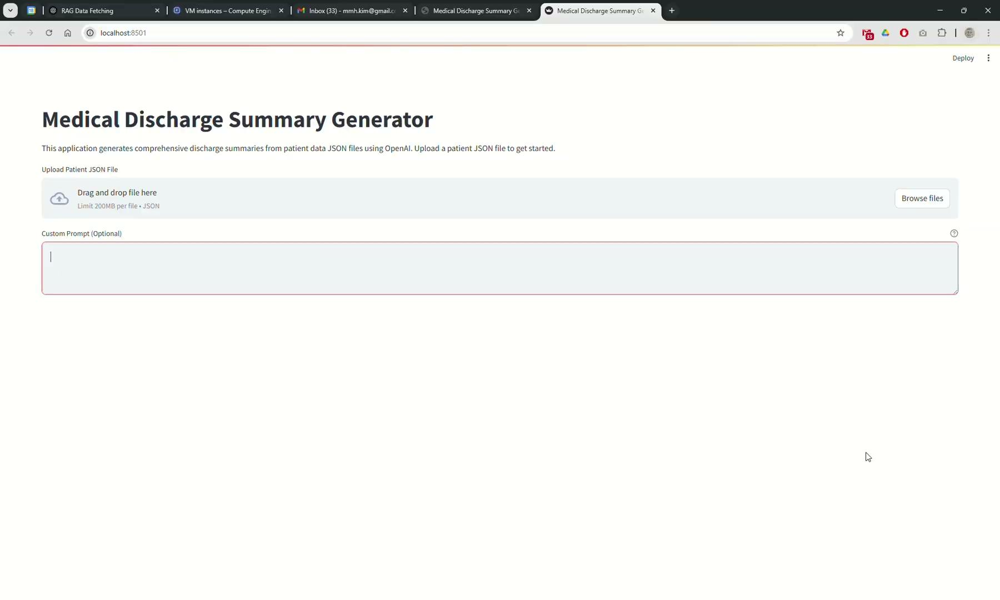 RAG Data Fetching
VM instances – Compute Engin
Inbox (33) - mmh.kim@gmail.c
Medical Discharge Summary Ge
Medical Discharge Summary Ge
localhost:8501
33
Deploy
Medical Discharge Summary Generator
This application generates comprehensive discharge summaries from patient data JSON files using OpenAI. Upload a patient JSON file to get started.
Upload Patient JSON File
Drag and drop file here
Limit 200MB per file • JSON
Browse files
Custom Prompt (Optional)